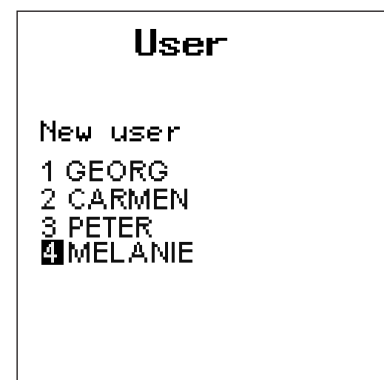 User
New user
1 GEORG
2 CARMEN
3 PETER
4 MELANIE